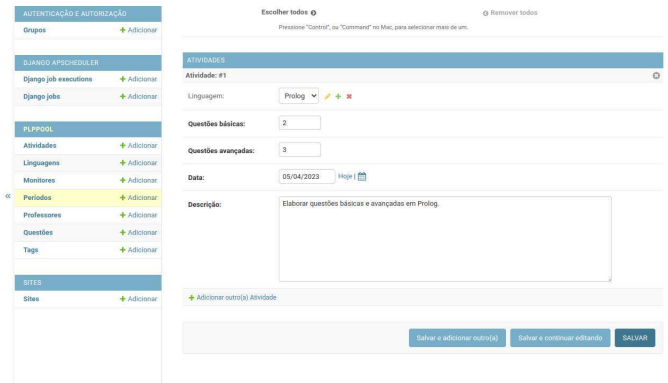 AUTENTICAÇÃO E AUTORIZAÇÃO
Grupos + Adicionar
DJANGO APSCHEDULER
Django job executions + Adicionar
Django jobs + Adicionar
PLPPOOL
Atividades + Adicionar
Linguagens + Adicionar
Monitores + Adicionar
«
Períodos + Adicionar
Professores + Adicionar
Questões + Adicionar
Tags + Adicionar
SITES
Sites + Adicionar
Escolher todos
Remover todos
Pressione "Control", ou "Command" no Mac, para selecionar mais de um.
ATIVIDADES
Atividade: #1
Linguagem: Prolog
Questões básicas: 2
Questões avançadas: 3
Data: 05/04/2023 Hoje |
Descrição: Elaborar questões básicas e avançadas em Prolog.
+ Adicionar outro(a) Atividade
Salvar e adicionar outro(a) Salvar e continuar editando SALVAR